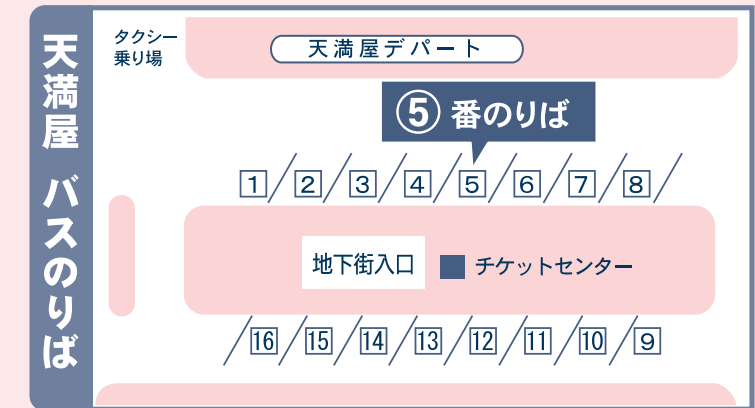 天満屋 バスのりば
タクシー
乗り場
天満屋デパート
⑤番のりば
1 2 3 4 5 6 7 8
地下街入口
チケットセンター
16 15 14 13 12 11 10 9